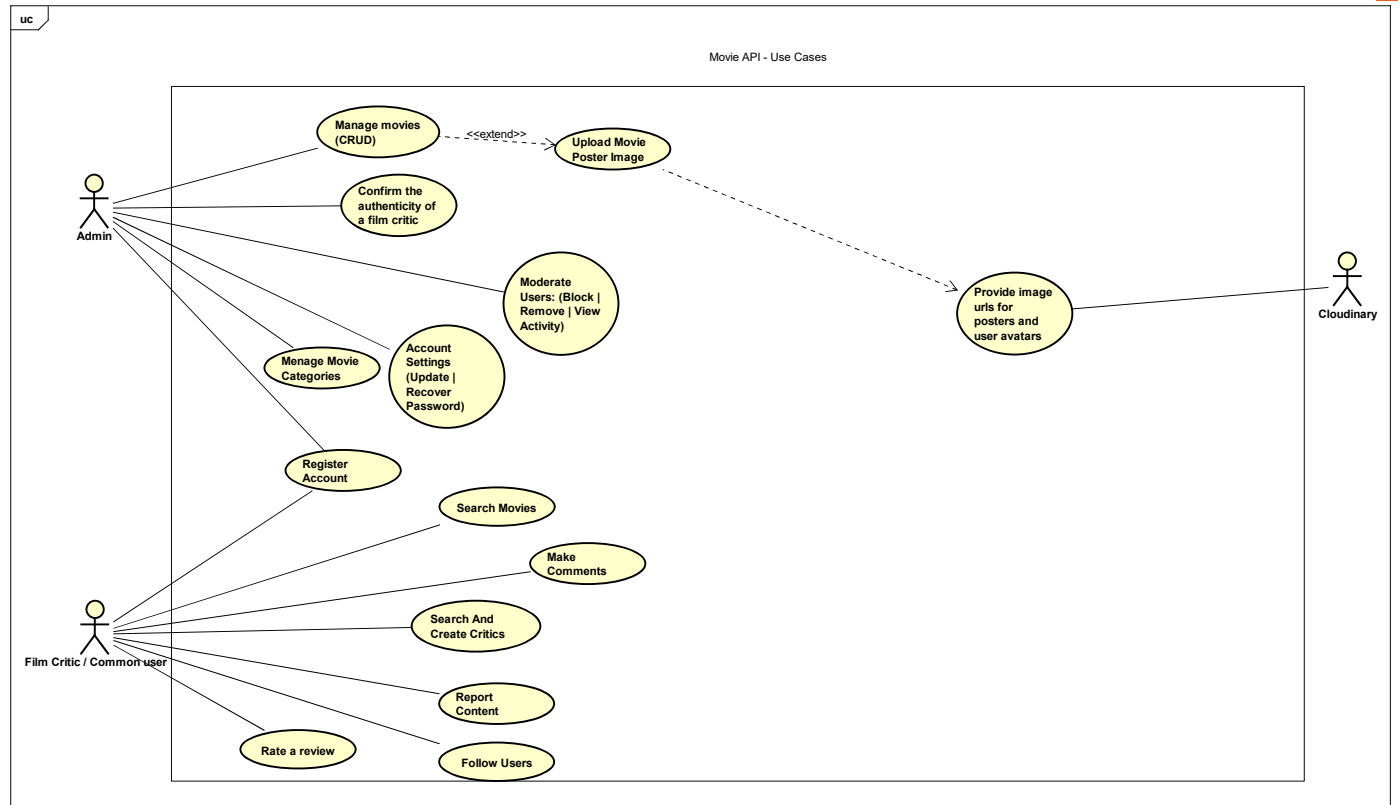 uc
Movie API - Use Cases
Manage movies
(CRUD)
<<extend>>
Upload Movie
Poster Image
Confirm the
authenticity of
a film critic
Admin
Moderate
Users: (Block |
Remove | View
Activity)
Provide image
urls for
posters and
user avatars
Cloudinary
Account
Settings
(Update |
Recover
Password)
Menage Movie
Categories
Register
Account
Search Movies
Make
Comments
Search And
Create Critics
Film Critic / Common user
Report
Content
Rate a review
Follow Users